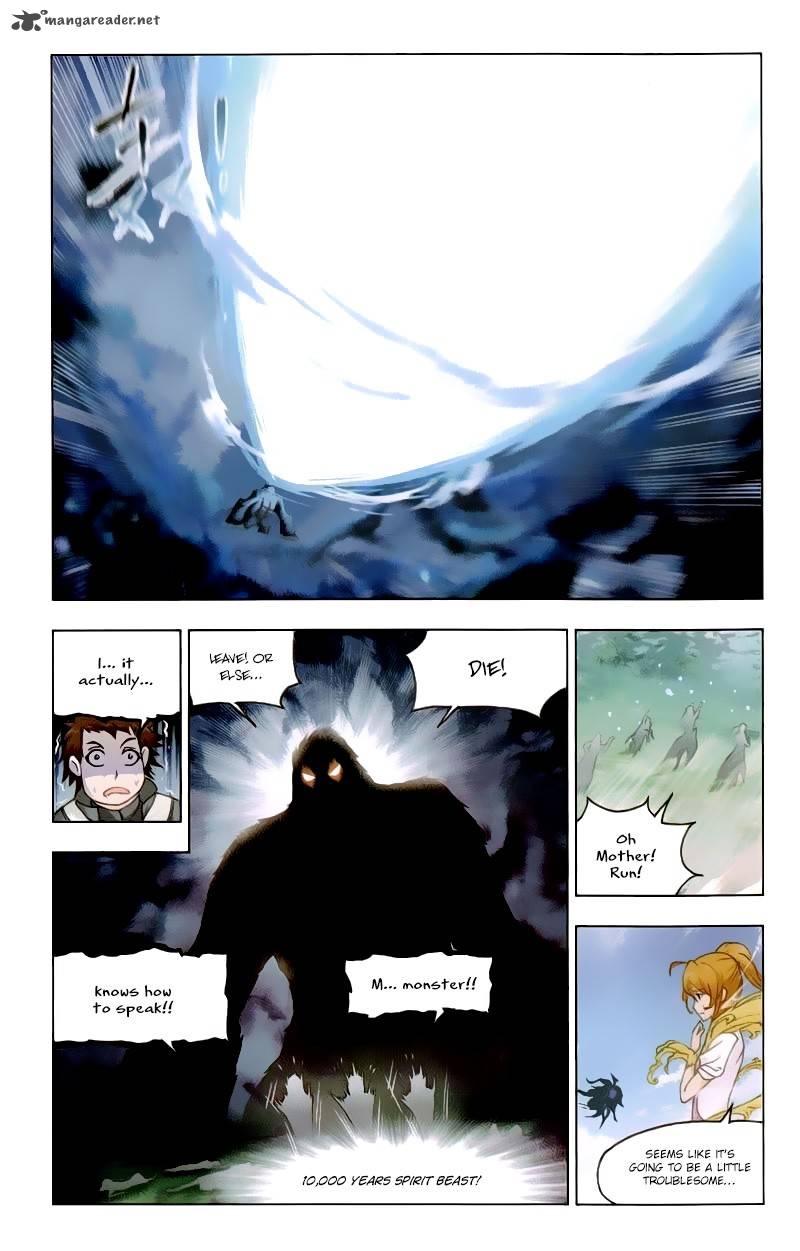 mangareader.net
I... it
actually...
LEAVE! OR
ELSE...
DIE!
knows how
to speak!!
M... monster!!
10,000 YEARS SPIRIT BEAST!
Oh
Mother!
Run!
SEEMS LIKE IT'S
GOING TO BE A LITTLE
TROUBLESOME...